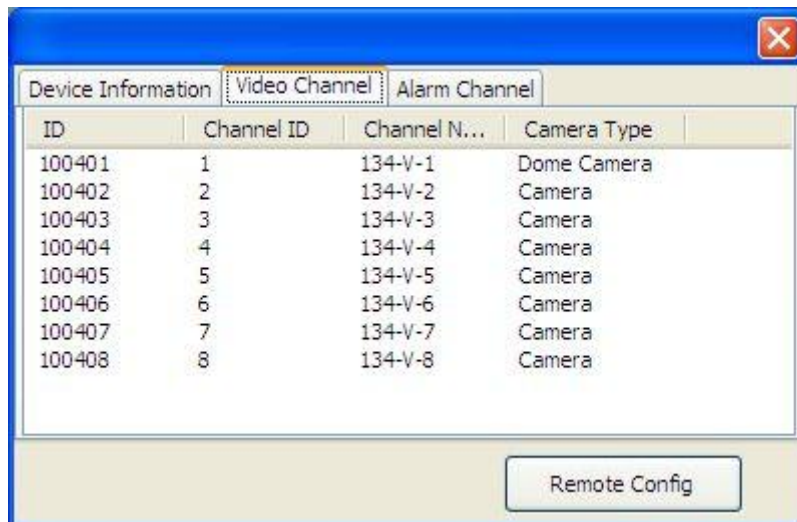 Device Information Video Channel Alarm Channel
ID Channel ID Channel N... Camera Type
100401 1 134-V-1 Dome Camera
100402 2 134-V-2 Camera
100403 3 134-V-3 Camera
100404 4 134-V-4 Camera
100405 5 134-V-5 Camera
100406 6 134-V-6 Camera
100407 7 134-V-7 Camera
100408 8 134-V-8 Camera
Remote Config